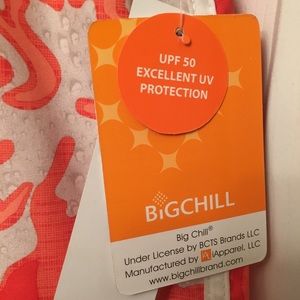 UPF 50
EXCELLENT UV
PROTECTION
BiGCHILL
Big Chill®
Under License by BCTS Brands LLC
Manufactured by Apparel, LLC
www.bigchillbrand.com